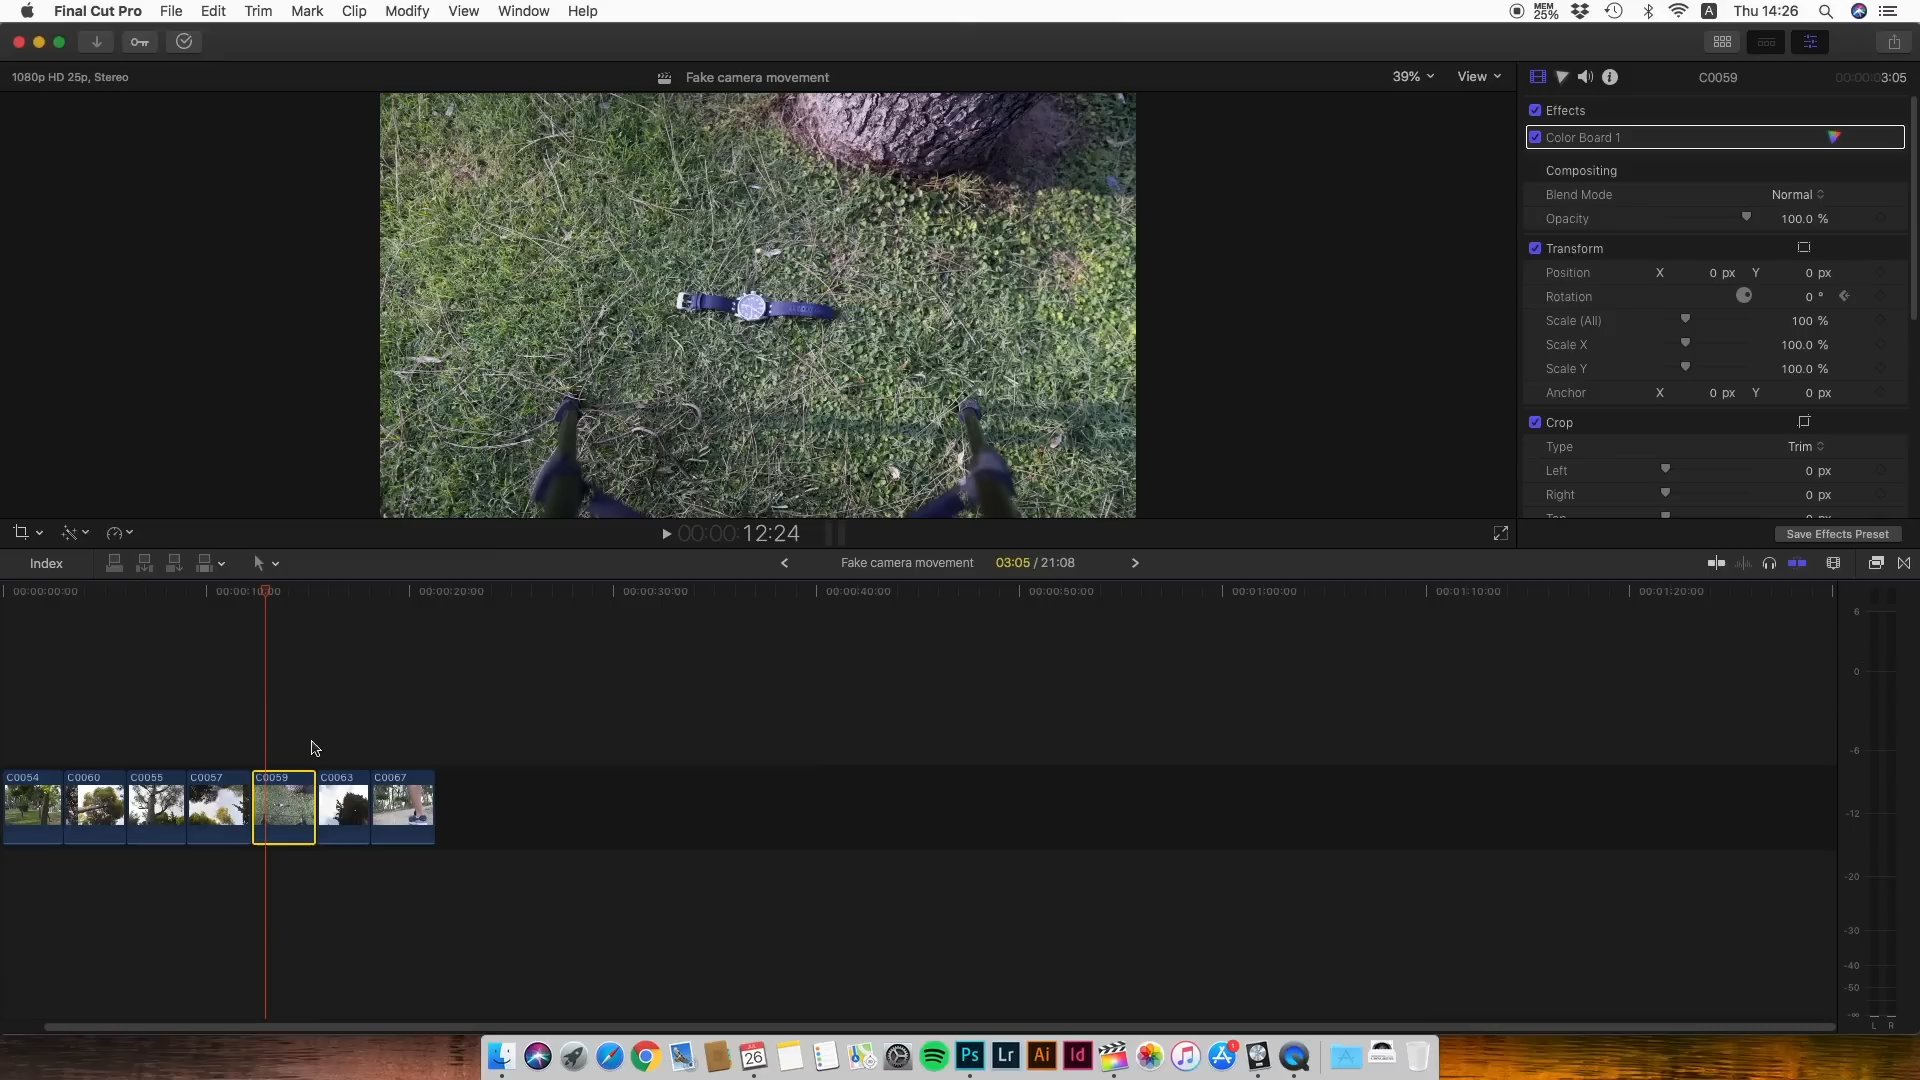 Final Cut Pro File Edit Trim Mark Clip Modify View Window Help MEM 25% A Thu 14:26
1080p HD 25p, Stereo Fake camera movement 39% View C0059 00:00:03:05
Effects
Color Board 1
Compositing
Blend Mode Normal
Opacity 100.0 %
Transform
Position X 0 px Y 0 px
Rotation 0 °
Scale (All) 100 %
Scale X 100.0 %
Scale Y 100.0 %
Anchor X 0 px Y 0 px
Crop
Type Trim
Left 0 px
Right 0 px
00:00:12:24 Save Effects Preset
Index Fake camera movement 03:05 / 21:08
00:00:00:00 00:00:20:00 00:00:30:00 00:00:40:00 00:00:50:00 00:01:00:00 00:01:10:00 00:01:20:00
6
0
-6
C0054 C0060 C0055 C0057 C0059 C0063 C0067
-12
-20
-30
-40
-50
-∞
L R
26 Ps Lr Ai Id 1